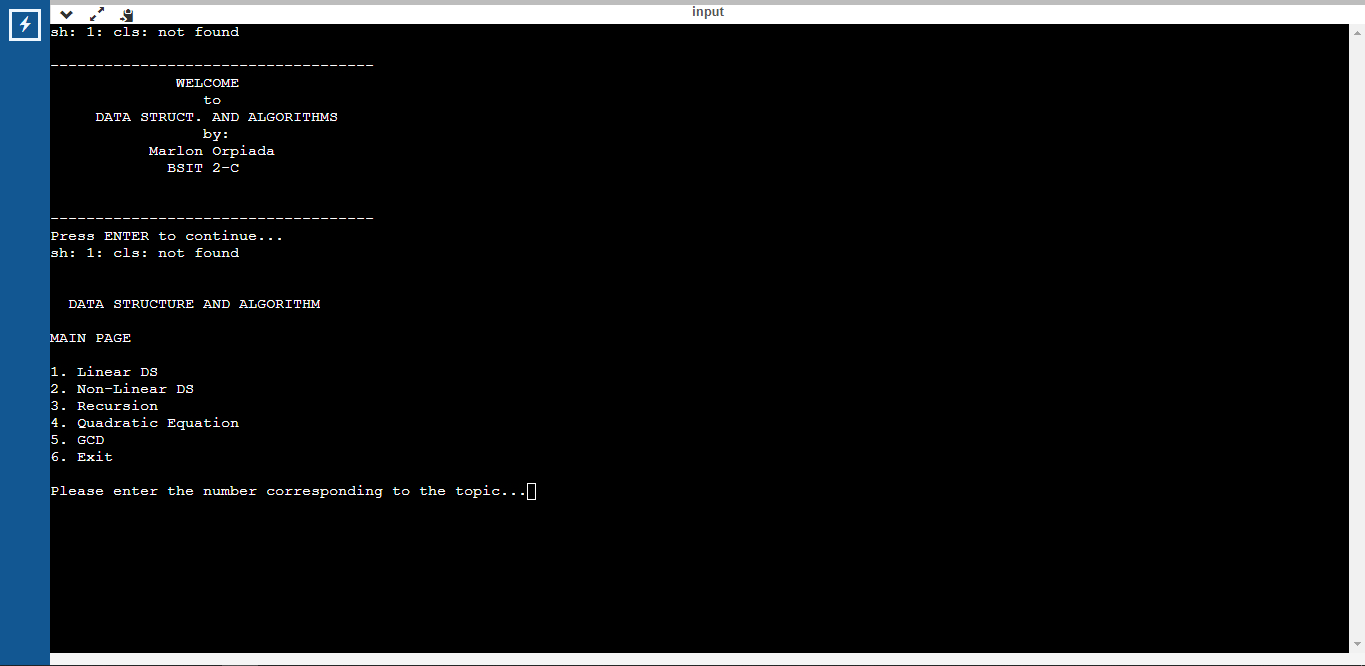 input
sh: 1: cls: not found
------------------------------------
WELCOME
to
DATA STRUCT. AND ALGORITHMS
by:
Marlon Orpiada
BSIT 2-C
------------------------------------
Press ENTER to continue...
sh: 1: cls: not found
DATA STRUCTURE AND ALGORITHM
MAIN PAGE
1. Linear DS
2. Non-Linear DS
3. Recursion
4. Quadratic Equation
5. GCD
6. Exit
Please enter the number corresponding to the topic...